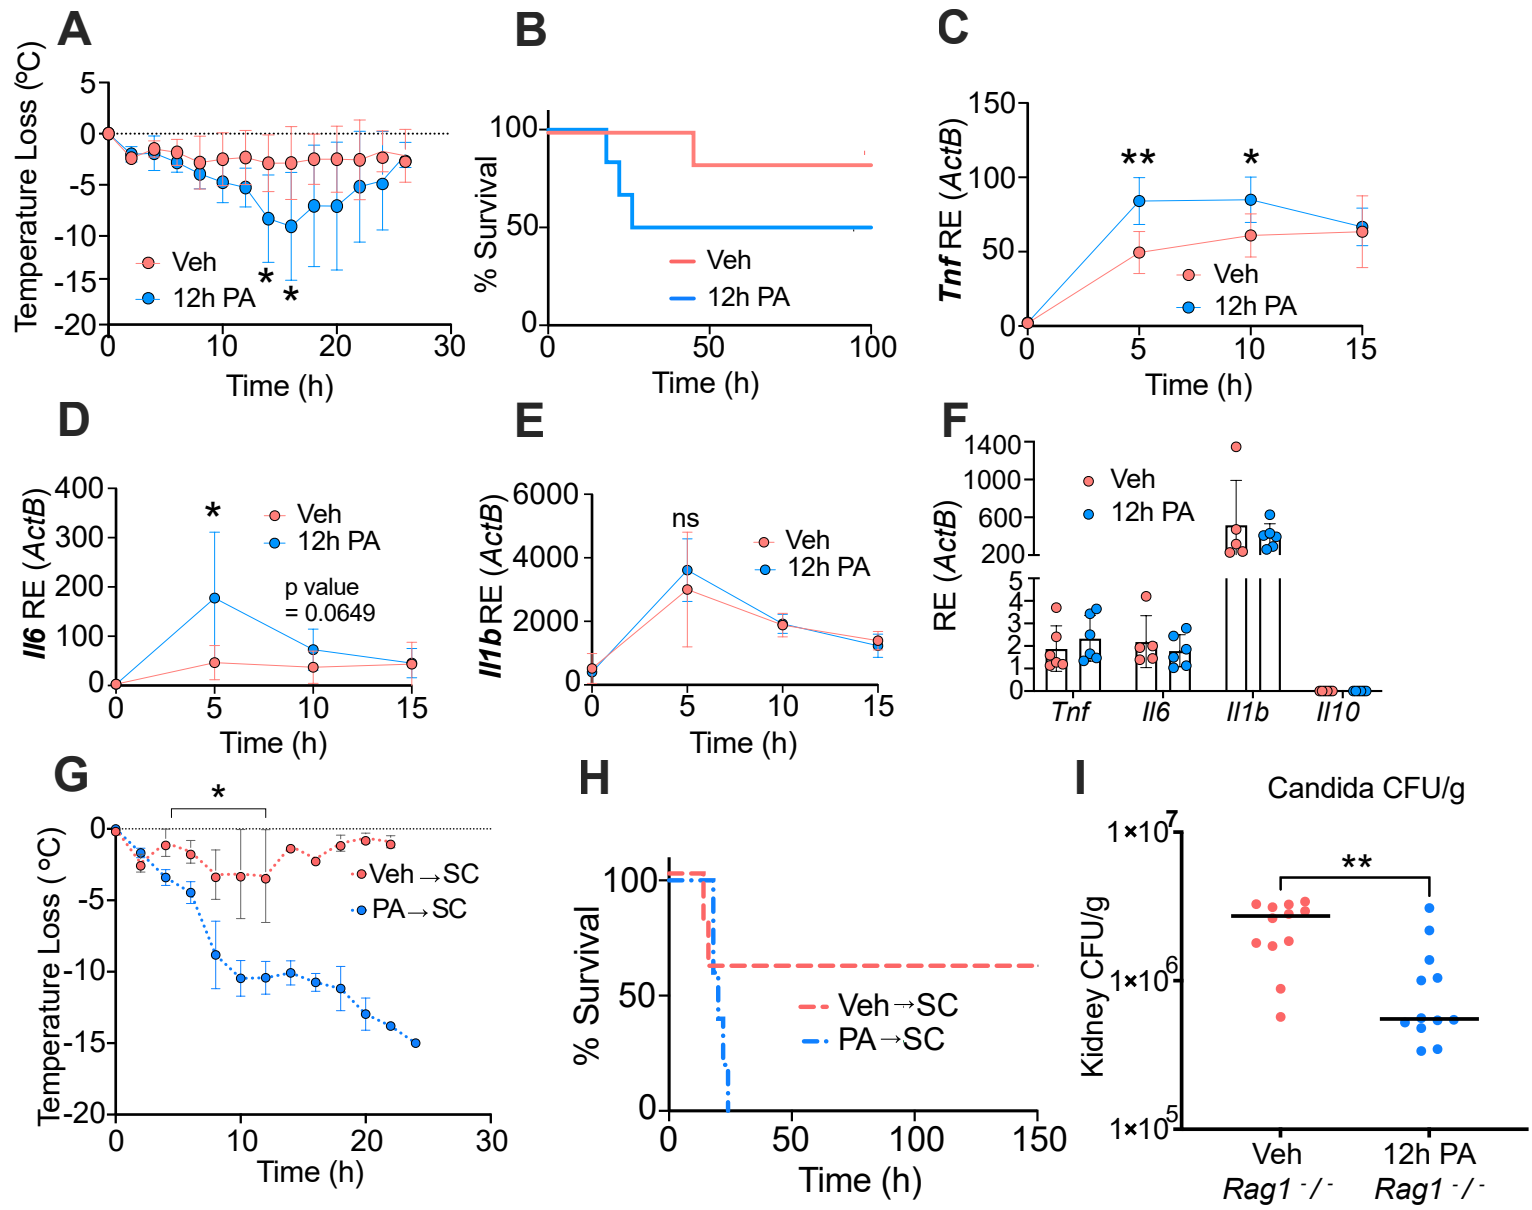 A
Temperature Loss (ºC)
5
0
-5
-10
-15
-20
0
10
20
30
Time (h)
Veh
12h PA
*
*
B
% Survival
100
50
0
0
50
100
Time (h)
Veh
12h PA
C
Tnf RE (ActB)
150
100
50
0
0
5
10
15
Time (h)
**
*
Veh
12h PA
D
Il6 RE (ActB)
400
300
200
100
0
0
5
10
15
Time (h)
*
Veh
12h PA
p value
= 0.0649
E
Il1b RE (ActB)
6000
4000
2000
0
0
5
10
15
Time (h)
ns
Veh
12h PA
F
RE (ActB)
1400
1000
600
200
5
4
3
2
1
0
Veh
12h PA
Tnf
Il6
Il1b
Il10
G
Temperature Loss (ºC)
0
-5
-10
-15
-20
0
10
20
30
Time (h)
*
Veh→SC
PA→SC
H
% Survival
100
50
0
0
50
100
150
Time (h)
Veh→SC
PA→SC
I
Candida CFU/g
Kidney CFU/g
1×10⁷
1×10⁶
1×10⁵
**
Veh
Rag1 -/-
12h PA
Rag1 -/-